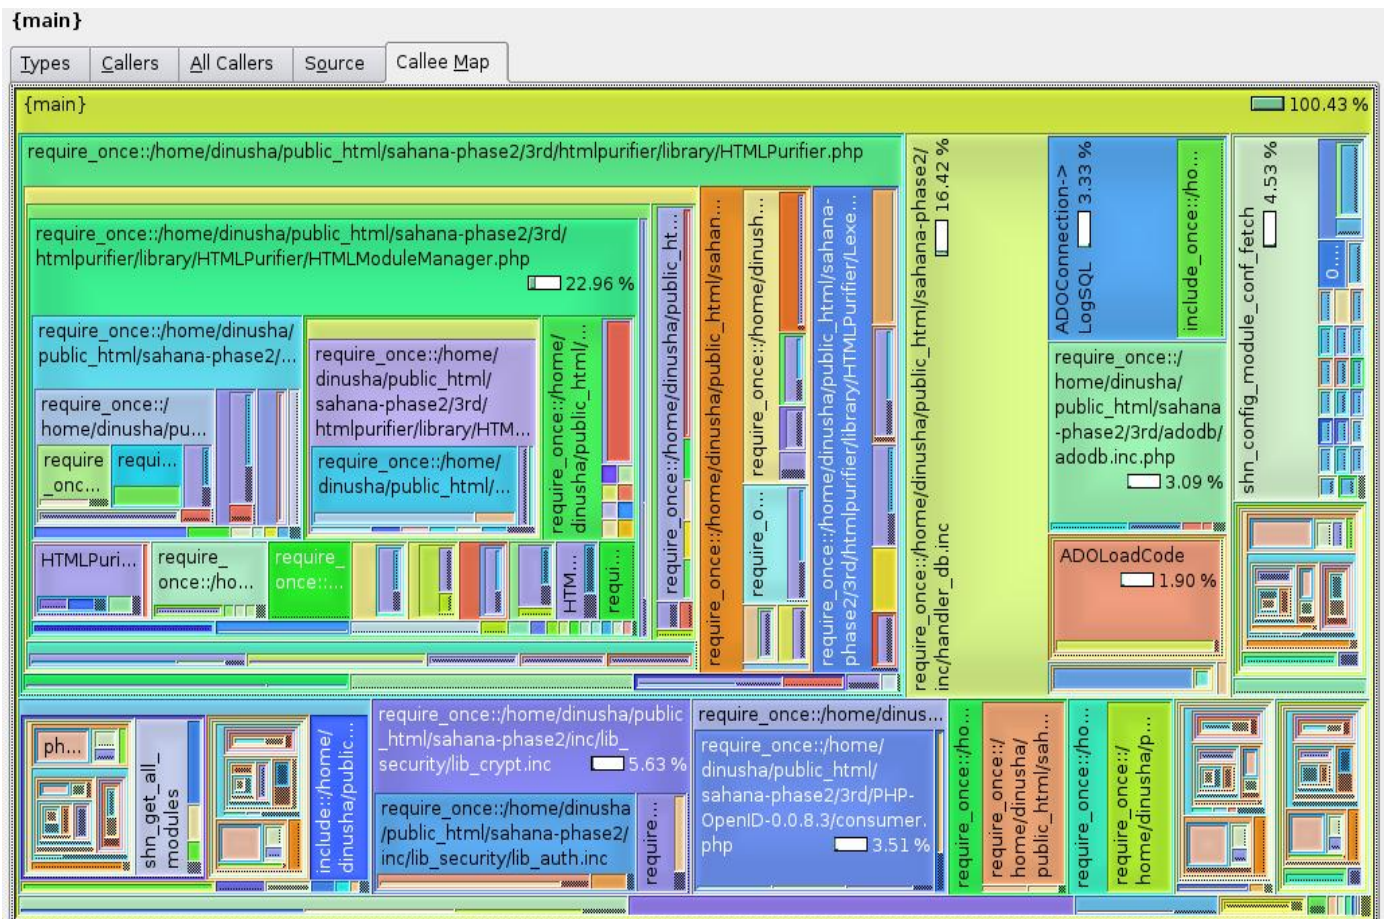 {main}
Types
Callers
All Callers
Source
Callee Map
{main}
100.43 %
require_once::/home/dinusha/public_html/sahana-phase2/3rd/htmlpurifier/library/HTMLPurifier.php
require_once::/home/dinusha/public_html/sahana-phase2/3rd/
htmlpurifier/library/HTMLPurifier/HTMLModuleManager.php
22.96 %
require_once::/home/dinusha/
public_html/sahana-phase2/...
require_once::/
home/dinusha/pu...
require
_onc...
requi...
require_once::/home/
dinusha/public_html/
sahana-phase2/3rd/
htmlpurifier/library/HTM...
require_once::/home/
dinusha/public_html/...
require_once::/home/
dinusha/public_html/...
HTMLPuri...
require_
once::/ho...
require_
once::...
HTM...
requi...
require_once::/home/dinusha/public_ht...
require_once::/home/dinusha/public_html/sahan...
require_once::/home/dinush...
require_o...
require_once::/home/dinusha/public_html/sahana-
phase2/3rd/htmlpurifier/library/HTMLPurifier/Lexe...
require_once::/home/dinusha/public_html/sahana-phase2/
inc/handler_db.inc
16.42 %
ADOConnection->
LogSQL
3.33 %
include_once::/ho...
require_once::/
home/dinusha/
public_html/sahana
-phase2/3rd/adodb/
adodb.inc.php
3.09 %
ADOLoadCode
1.90 %
shn_config_module_conf_fetch
4.53 %
0....
ph...
shn_get_all_
modules
include::/home/
dinusha/public...
require_once::/home/dinusha/public
_html/sahana-phase2/inc/lib_
security/lib_crypt.inc
5.63 %
require_once::/home/dinusha
/public_html/sahana-phase2/
inc/lib_security/lib_auth.inc
require...
require_once::/home/dinus...
require_once::/home/
dinusha/public_html/
sahana-phase2/3rd/PHP-
OpenID-0.0.8.3/consumer.
php
3.51 %
require_once::/ho...
require_once::/
home/dinusha/
public_html/sah...
require_once::/ho...
require_once::/
home/dinusha/p...